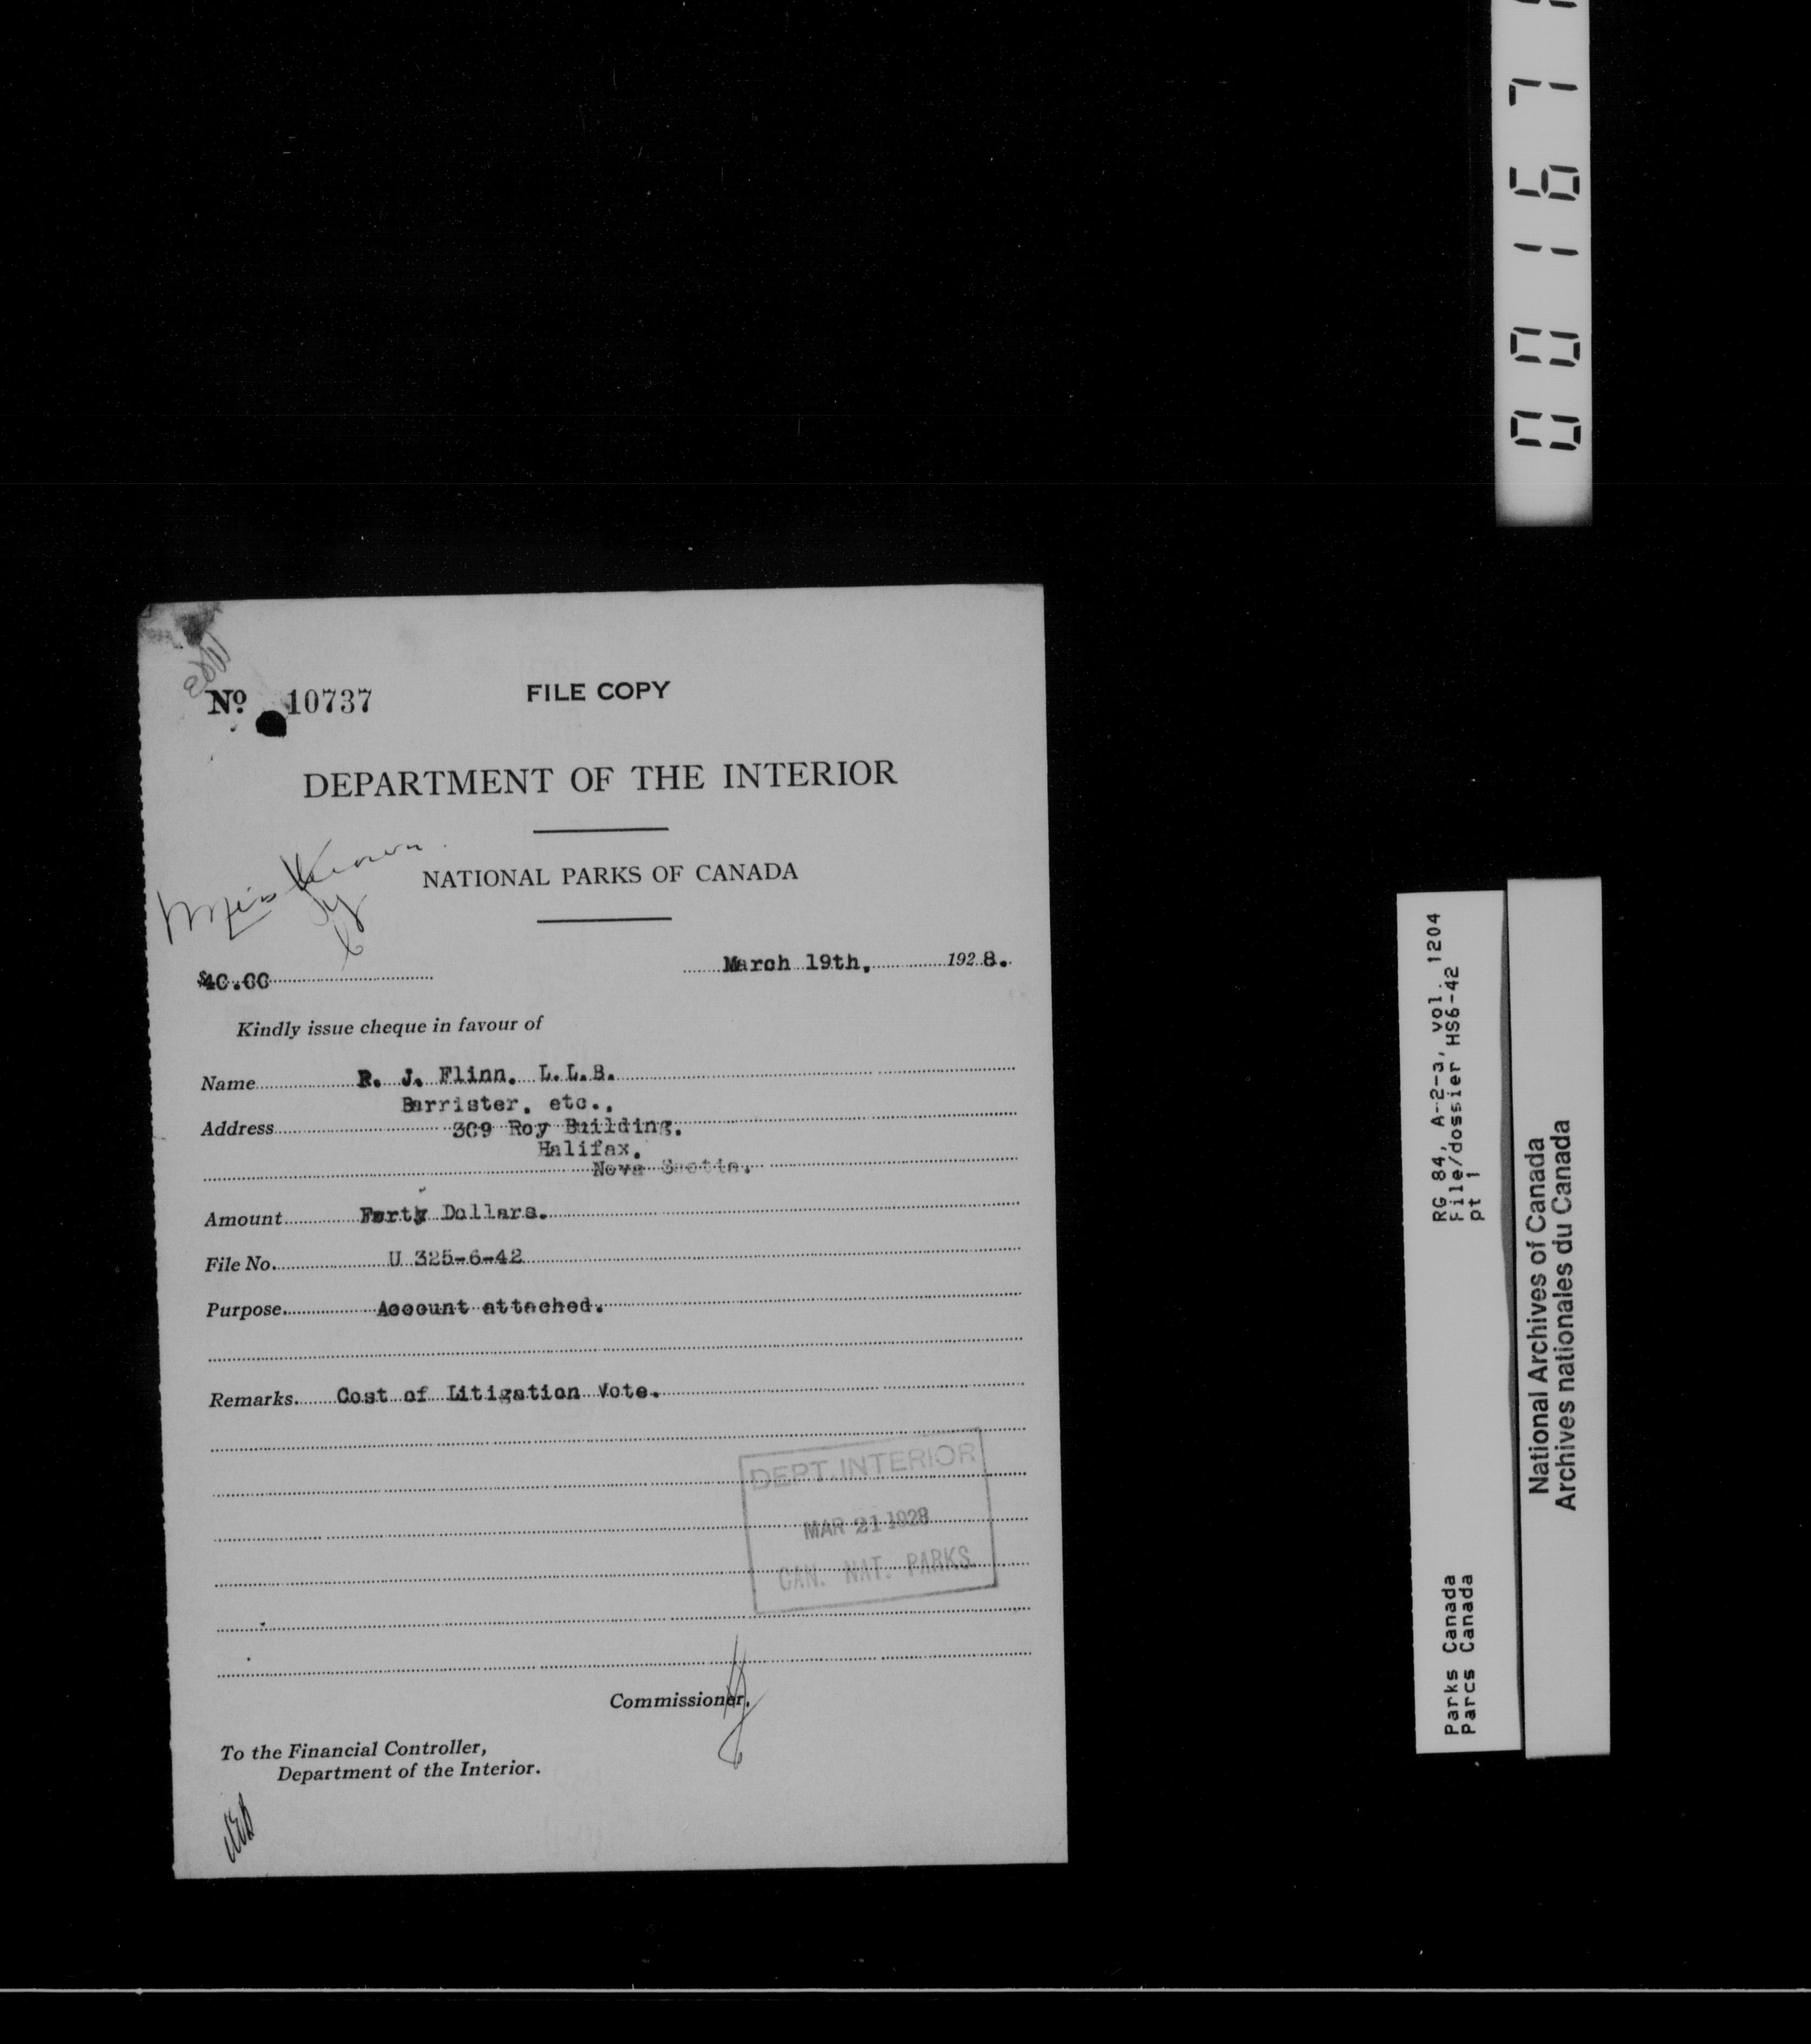 No 10737
FILE COPY
DEPARTMENT OF THE INTERIOR
NATIONAL PARKS OF CANADA
Miss
$40.00
March 19th, 1928.
Kindly issue cheque in favour of
Name R. J. Flinn. L.L.B.
Barrister, etc.,
Address 309 Roy Building,
Halifax,
Nova Scotia.
Amount Forty Dollars.
File No. U 325-6-42
Purpose. Account attached.
Remarks. Cost of Litigation Vote.
DEPT. INTERIOR
MAR 21 1928
CAN. NAT. PARKS
Commissioner.
To the Financial Controller,
Department of the Interior.
RG 84, A-2-a, vol. 1204
File/dossier HS6-42
pt 1
Parks Canada
Parcs Canada
National Archives of Canada
Archives nationales du Canada
00167